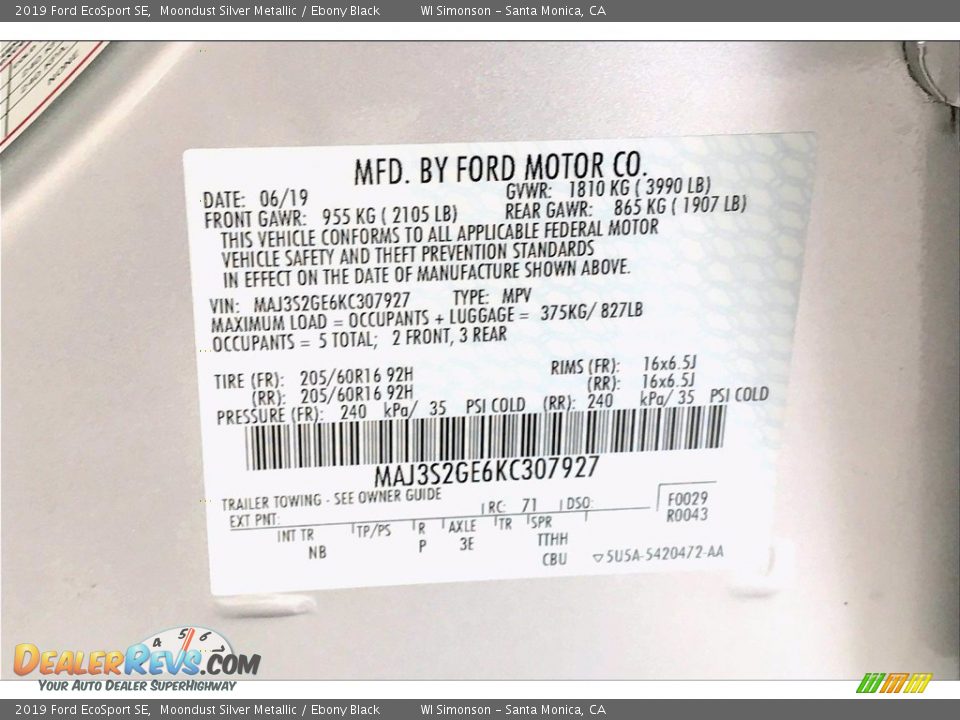 2019 Ford EcoSport SE, Moondust Silver Metallic / Ebony Black WI Simonson - Santa Monica, CA
NONE
MFD. BY FORD MOTOR CO.
DATE: 06/19 GVWR: 1810 KG ( 3990 LB)
FRONT GAWR: 955 KG ( 2105 LB) REAR GAWR: 865 KG ( 1907 LB)
THIS VEHICLE CONFORMS TO ALL APPLICABLE FEDERAL MOTOR
VEHICLE SAFETY AND THEFT PREVENTION STANDARDS
IN EFFECT ON THE DATE OF MANUFACTURE SHOWN ABOVE.
VIN: MAJ3S2GE6KC307927 TYPE: MPV
MAXIMUM LOAD = OCCUPANTS + LUGGAGE = 375KG/ 827LB
OCCUPANTS = 5 TOTAL; 2 FRONT, 3 REAR
TIRE (FR): 205/60R16 92H RIMS (FR): 16x6.5J
(RR): 205/60R16 92H (RR): 16x6.5J
PRESSURE (FR): 240 kPa/ 35 PSI COLD (RR): 240 kPa/ 35 PSI COLD
MAJ3S2GE6KC307927
TRAILER TOWING - SEE OWNER GUIDE
EXT PNT: RC: 71 DSO: F0029
R0043
INT TR TP/PS R AXLE TR SPR
NB P 3E TTHH
CBU 5U5A-5420472-AA
4 5 6
DEALERREVS.COM
YOUR AUTO DEALER SUPERHIGHWAY
2019 Ford EcoSport SE, Moondust Silver Metallic / Ebony Black WI Simonson - Santa Monica, CA